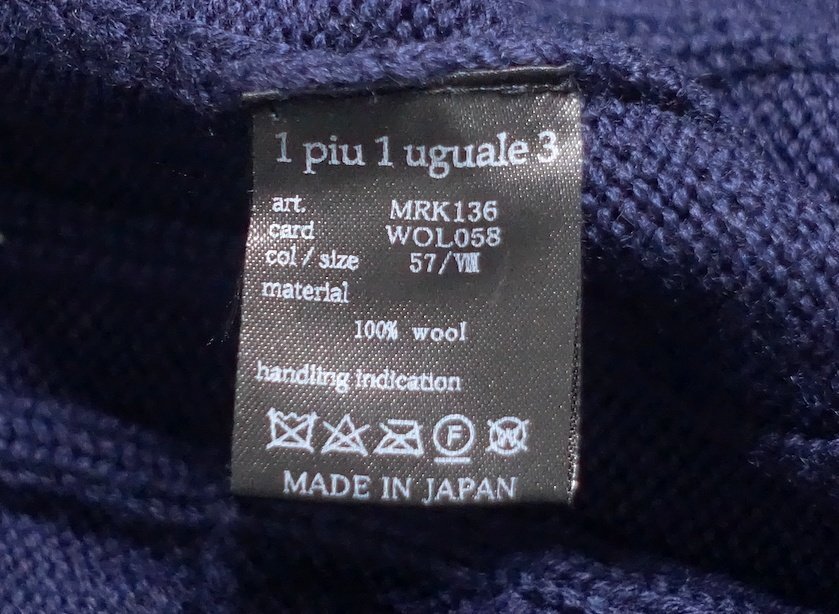 1 piu 1 uguale 3
art. MRK136
card WOL058
col / size 57/Ⅷ
material
100% wool
handling indication
F W
MADE IN JAPAN